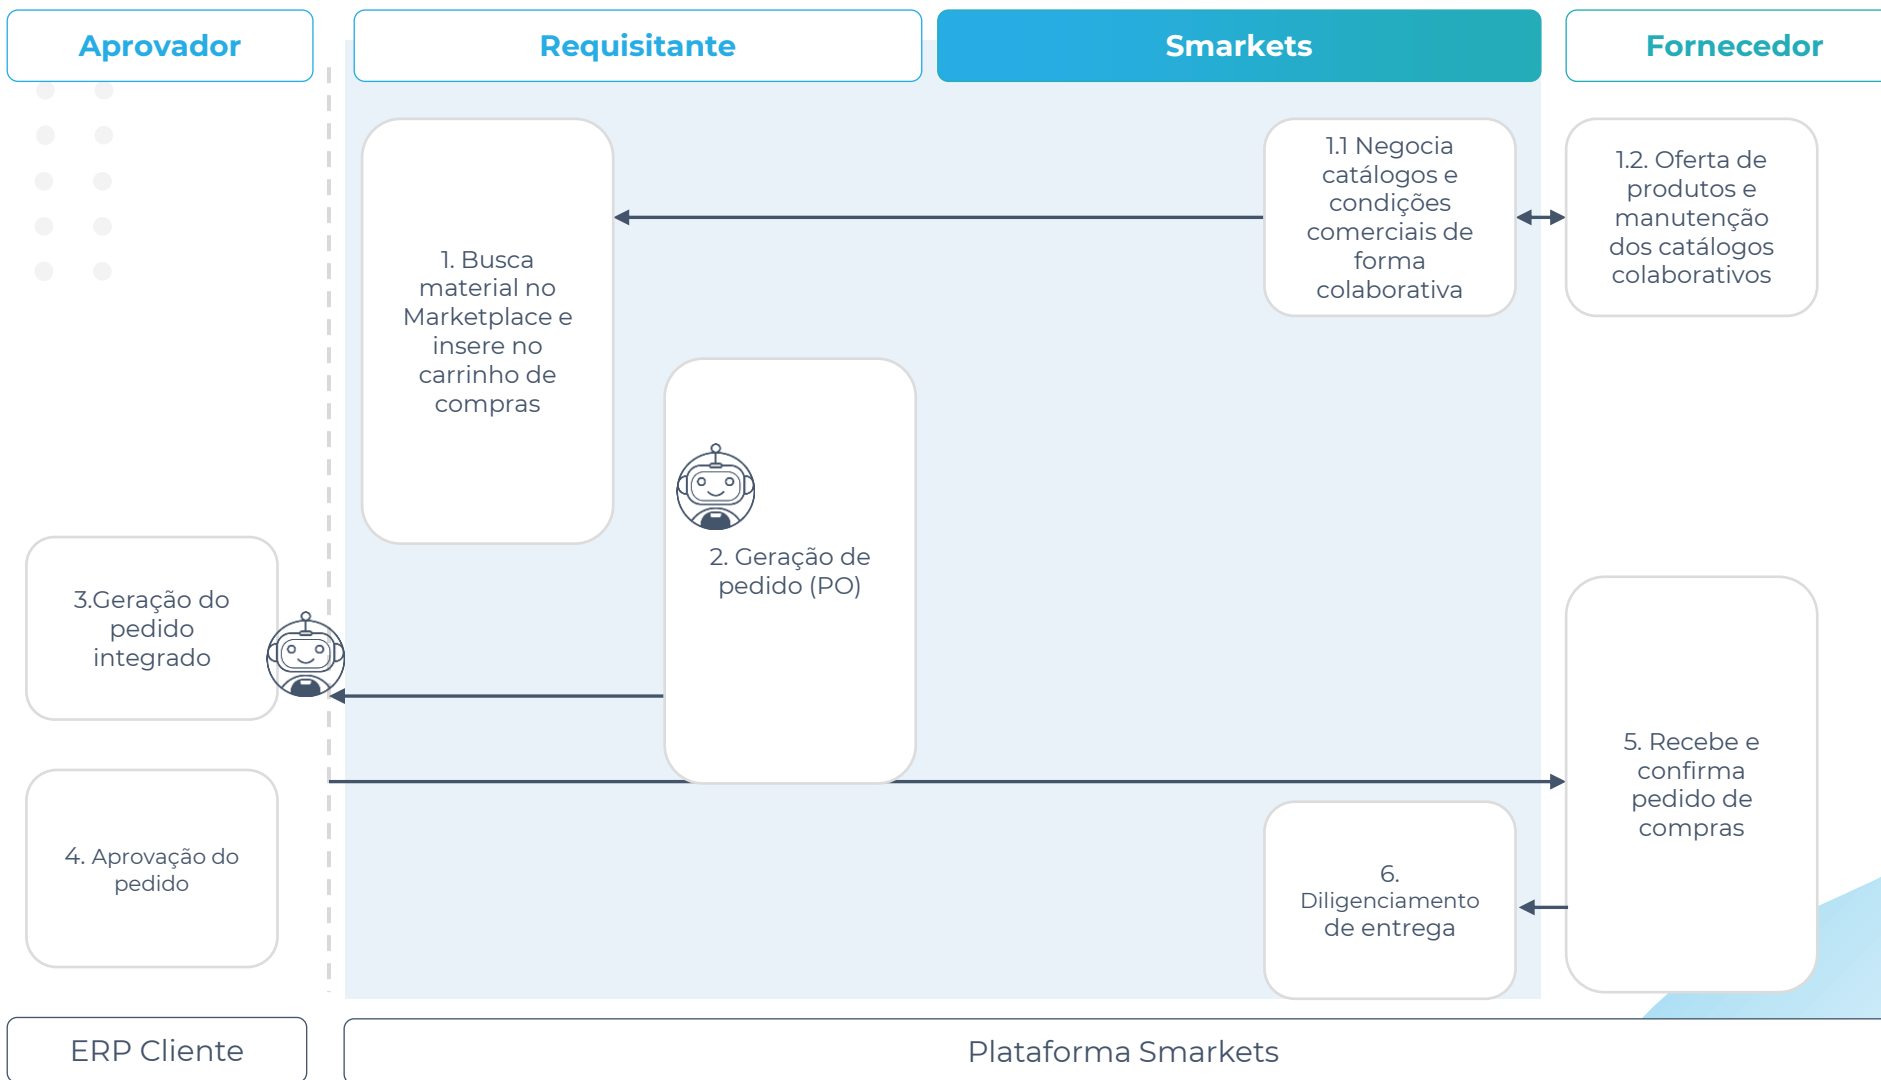 Aprovador
Requisitante
Smarkets
Fornecedor
1. Busca
material no
Marketplace e
insere no
carrinho de
compras
1.1 Negocia
catálogos e
condições
comerciais de
forma
colaborativa
1.2. Oferta de
produtos e
manutenção
dos catálogos
colaborativos
2. Geração de
pedido (PO)
3.Geração do
pedido
integrado
4. Aprovação do
pedido
5. Recebe e
confirma
pedido de
compras
6.
Diligenciamento
de entrega
ERP Cliente
Plataforma Smarkets